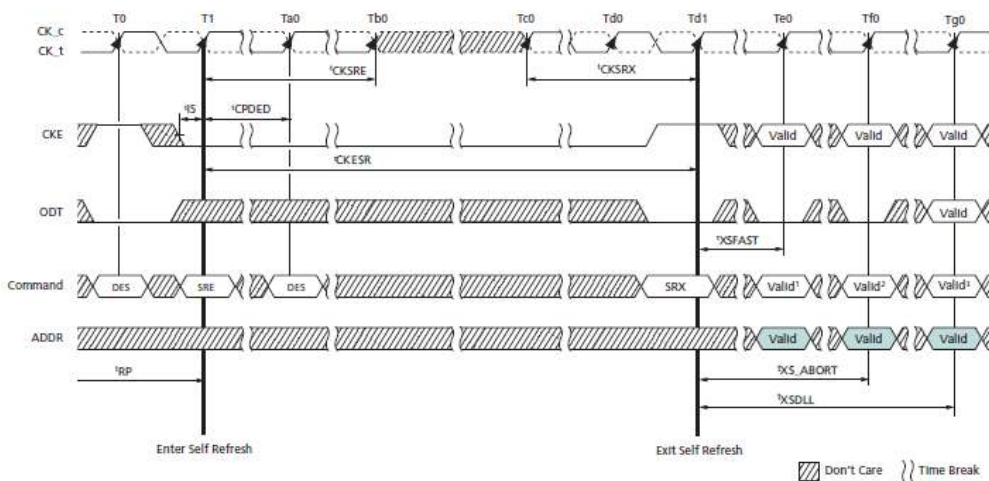 T0 T1 Ta0 Tb0 Tc0 Td0 Td1 Te0 Tf0 Tg0
CK_c
CK_t
tCKSRE tCKSRX
tIS tCPDED
CKE Valid Valid Valid
tCKESR
ODT Valid
tXSFAST
Command DES SRE DES SRX Valid¹ Valid² Valid³
ADDR Valid Valid Valid
tRP tXS_ABORT
tXSDLL
Enter Self Refresh Exit Self Refresh
Don't Care Time Break